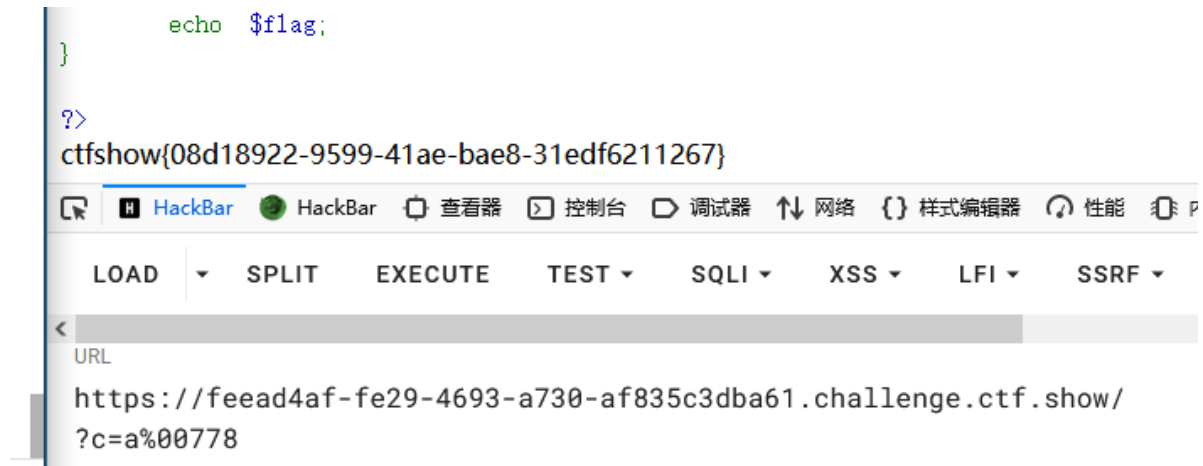 echo $flag;
}
?>
ctfshow{08d18922-9599-41ae-bae8-31edf6211267}
HackBar HackBar 查看器 控制台 调试器 网络 {} 样式编辑器 性能
LOAD SPLIT EXECUTE TEST SQLI XSS LFI SSRF
URL
https://feead4af-fe29-4693-a730-af835c3dba61.challenge.ctf.show/
?c=a%00778